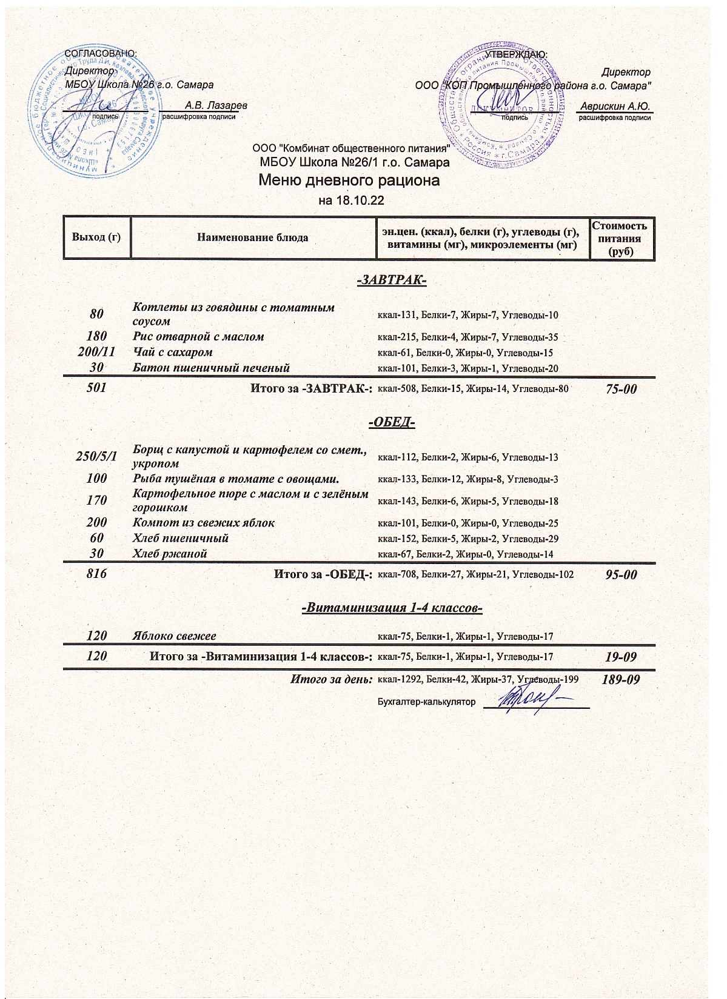 СОГЛАСОВАНО:
УТВЕРЖДАЮ:
Директор
Директор
МБОУ Школа №26 г.о. Самара
ООО "КОП Промышленного района г.о. Самара"
А.В. Лазарев
Аврискин А.Ю.
подпись
расшифровка подписи
подпись
расшифровка подписи
ООО "Комбинат общественного питания"
МБОУ Школа №26/1 г.о. Самара
Меню дневного рациона
на 18.10.22
Выход (г) Наименование блюда эн.цен. (ккал), белки (г), углеводы (г), витамины (мг), микроэлементы (мг) Стоимость питания (руб)
-ЗАВТРАК-
80 Котлеты из говядины с томатным соусом ккал-131, Белки-7, Жиры-7, Углеводы-10
180 Рис отварной с маслом ккал-215, Белки-4, Жиры-7, Углеводы-35
200/11 Чай с сахаром ккал-61, Белки-0, Жиры-0, Углеводы-15
30 Батон пшеничный печеный ккал-101, Белки-3, Жиры-1, Углеводы-20
501 Итого за -ЗАВТРАК-: ккал-508, Белки-15, Жиры-14, Углеводы-80 75-00
-ОБЕД-
250/5/1 Борщ с капустой и картофелем со смет., укропом ккал-112, Белки-2, Жиры-6, Углеводы-13
100 Рыба тушёная в томате с овощами. ккал-133, Белки-12, Жиры-8, Углеводы-3
170 Картофельное пюре с маслом и с зелёным горошком ккал-143, Белки-6, Жиры-5, Углеводы-18
200 Компот из свежих яблок ккал-101, Белки-0, Жиры-0, Углеводы-25
60 Хлеб пшеничный ккал-152, Белки-5, Жиры-2, Углеводы-29
30 Хлеб ржаной ккал-67, Белки-2, Жиры-0, Углеводы-14
816 Итого за -ОБЕД-: ккал-708, Белки-27, Жиры-21, Углеводы-102 95-00
-Витаминизация 1-4 классов-
120 Яблоко свежее ккал-75, Белки-1, Жиры-1, Углеводы-17
120 Итого за -Витаминизация 1-4 классов-: ккал-75, Белки-1, Жиры-1, Углеводы-17 19-09
Итого за день: ккал-1292, Белки-42, Жиры-37, Углеводы-199 189-09
Бухгалтер-калькулятор